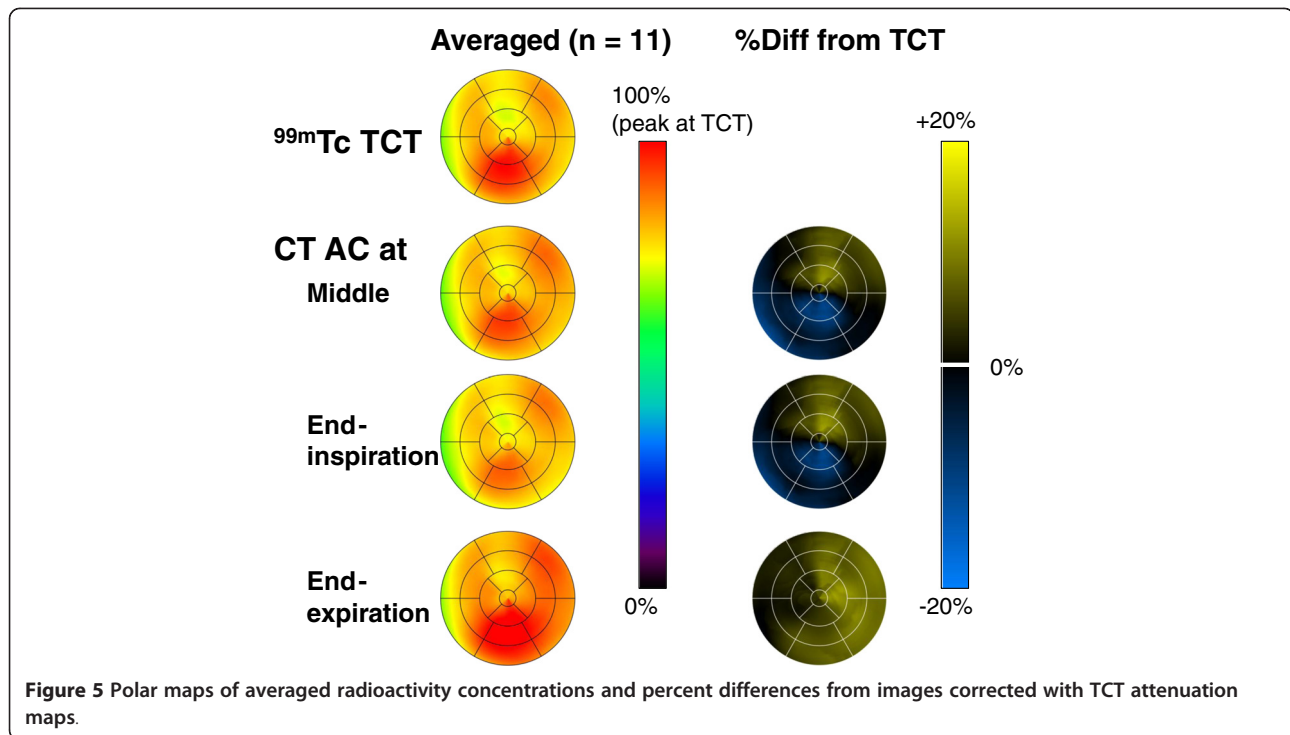 Averaged (n = 11) %Diff from TCT
100%
(peak at TCT)
+20%
99mTc TCT
CT AC at
Middle
0%
End-
inspiration
End-
expiration
0%
-20%
Figure 5 Polar maps of averaged radioactivity concentrations and percent differences from images corrected with TCT attenuation
maps.